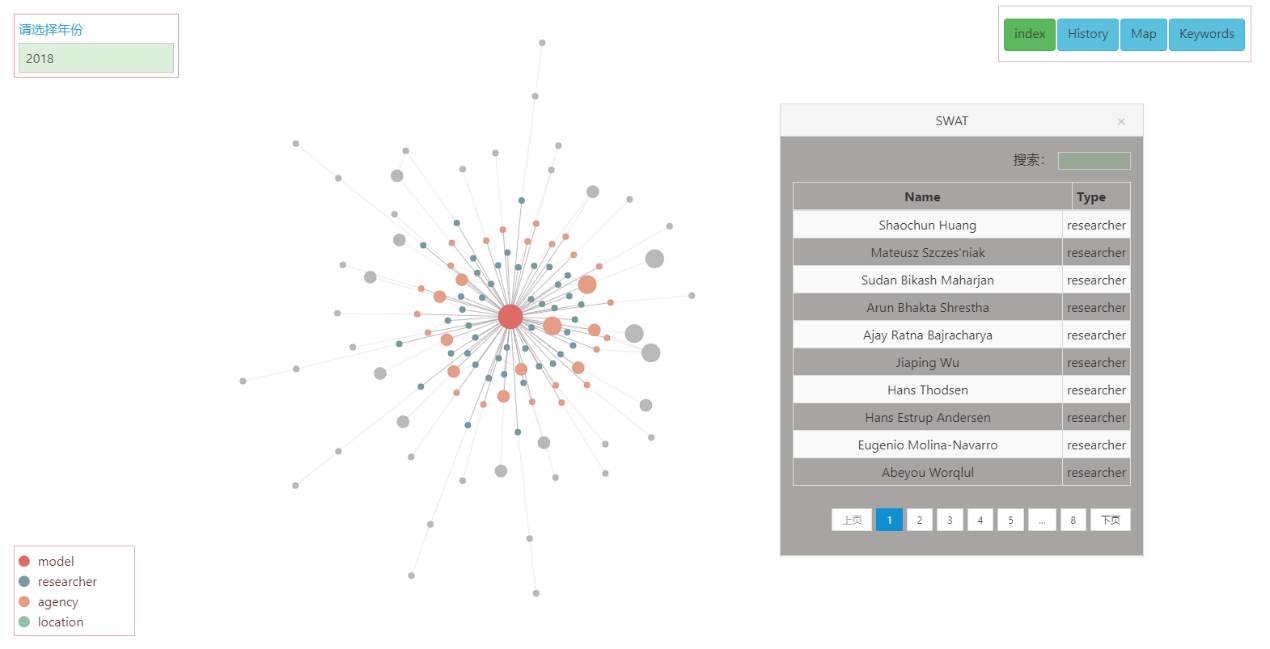 请选择年份
2018
index History Map Keywords
SWAT ×
搜索：
Name Type
Shaochun Huang researcher
Mateusz Szczes'niak researcher
Sudan Bikash Maharjan researcher
Arun Bhakta Shrestha researcher
Ajay Ratna Bajracharya researcher
Jiaping Wu researcher
Hans Thodsen researcher
Hans Estrup Andersen researcher
Eugenio Molina-Navarro researcher
Abeyou Worqlul researcher
上页 1 2 3 4 5 ... 8 下页
model
researcher
agency
location